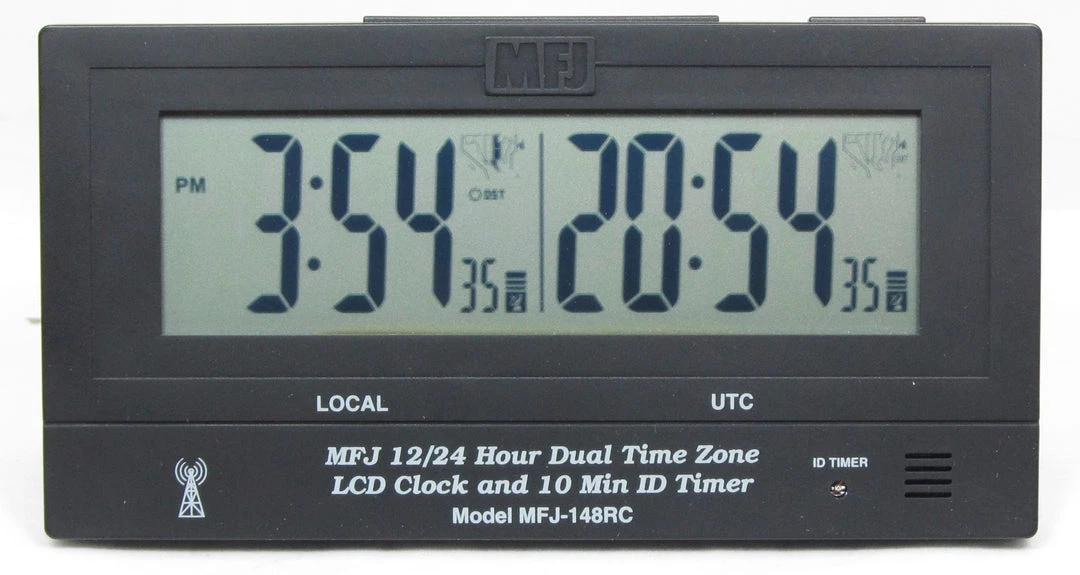 MFJ
PM 3:54 35 DST
20:54 35
LOCAL UTC
MFJ 12/24 Hour Dual Time Zone
LCD Clock and 10 Min ID Timer
Model MFJ-148RC
ID TIMER